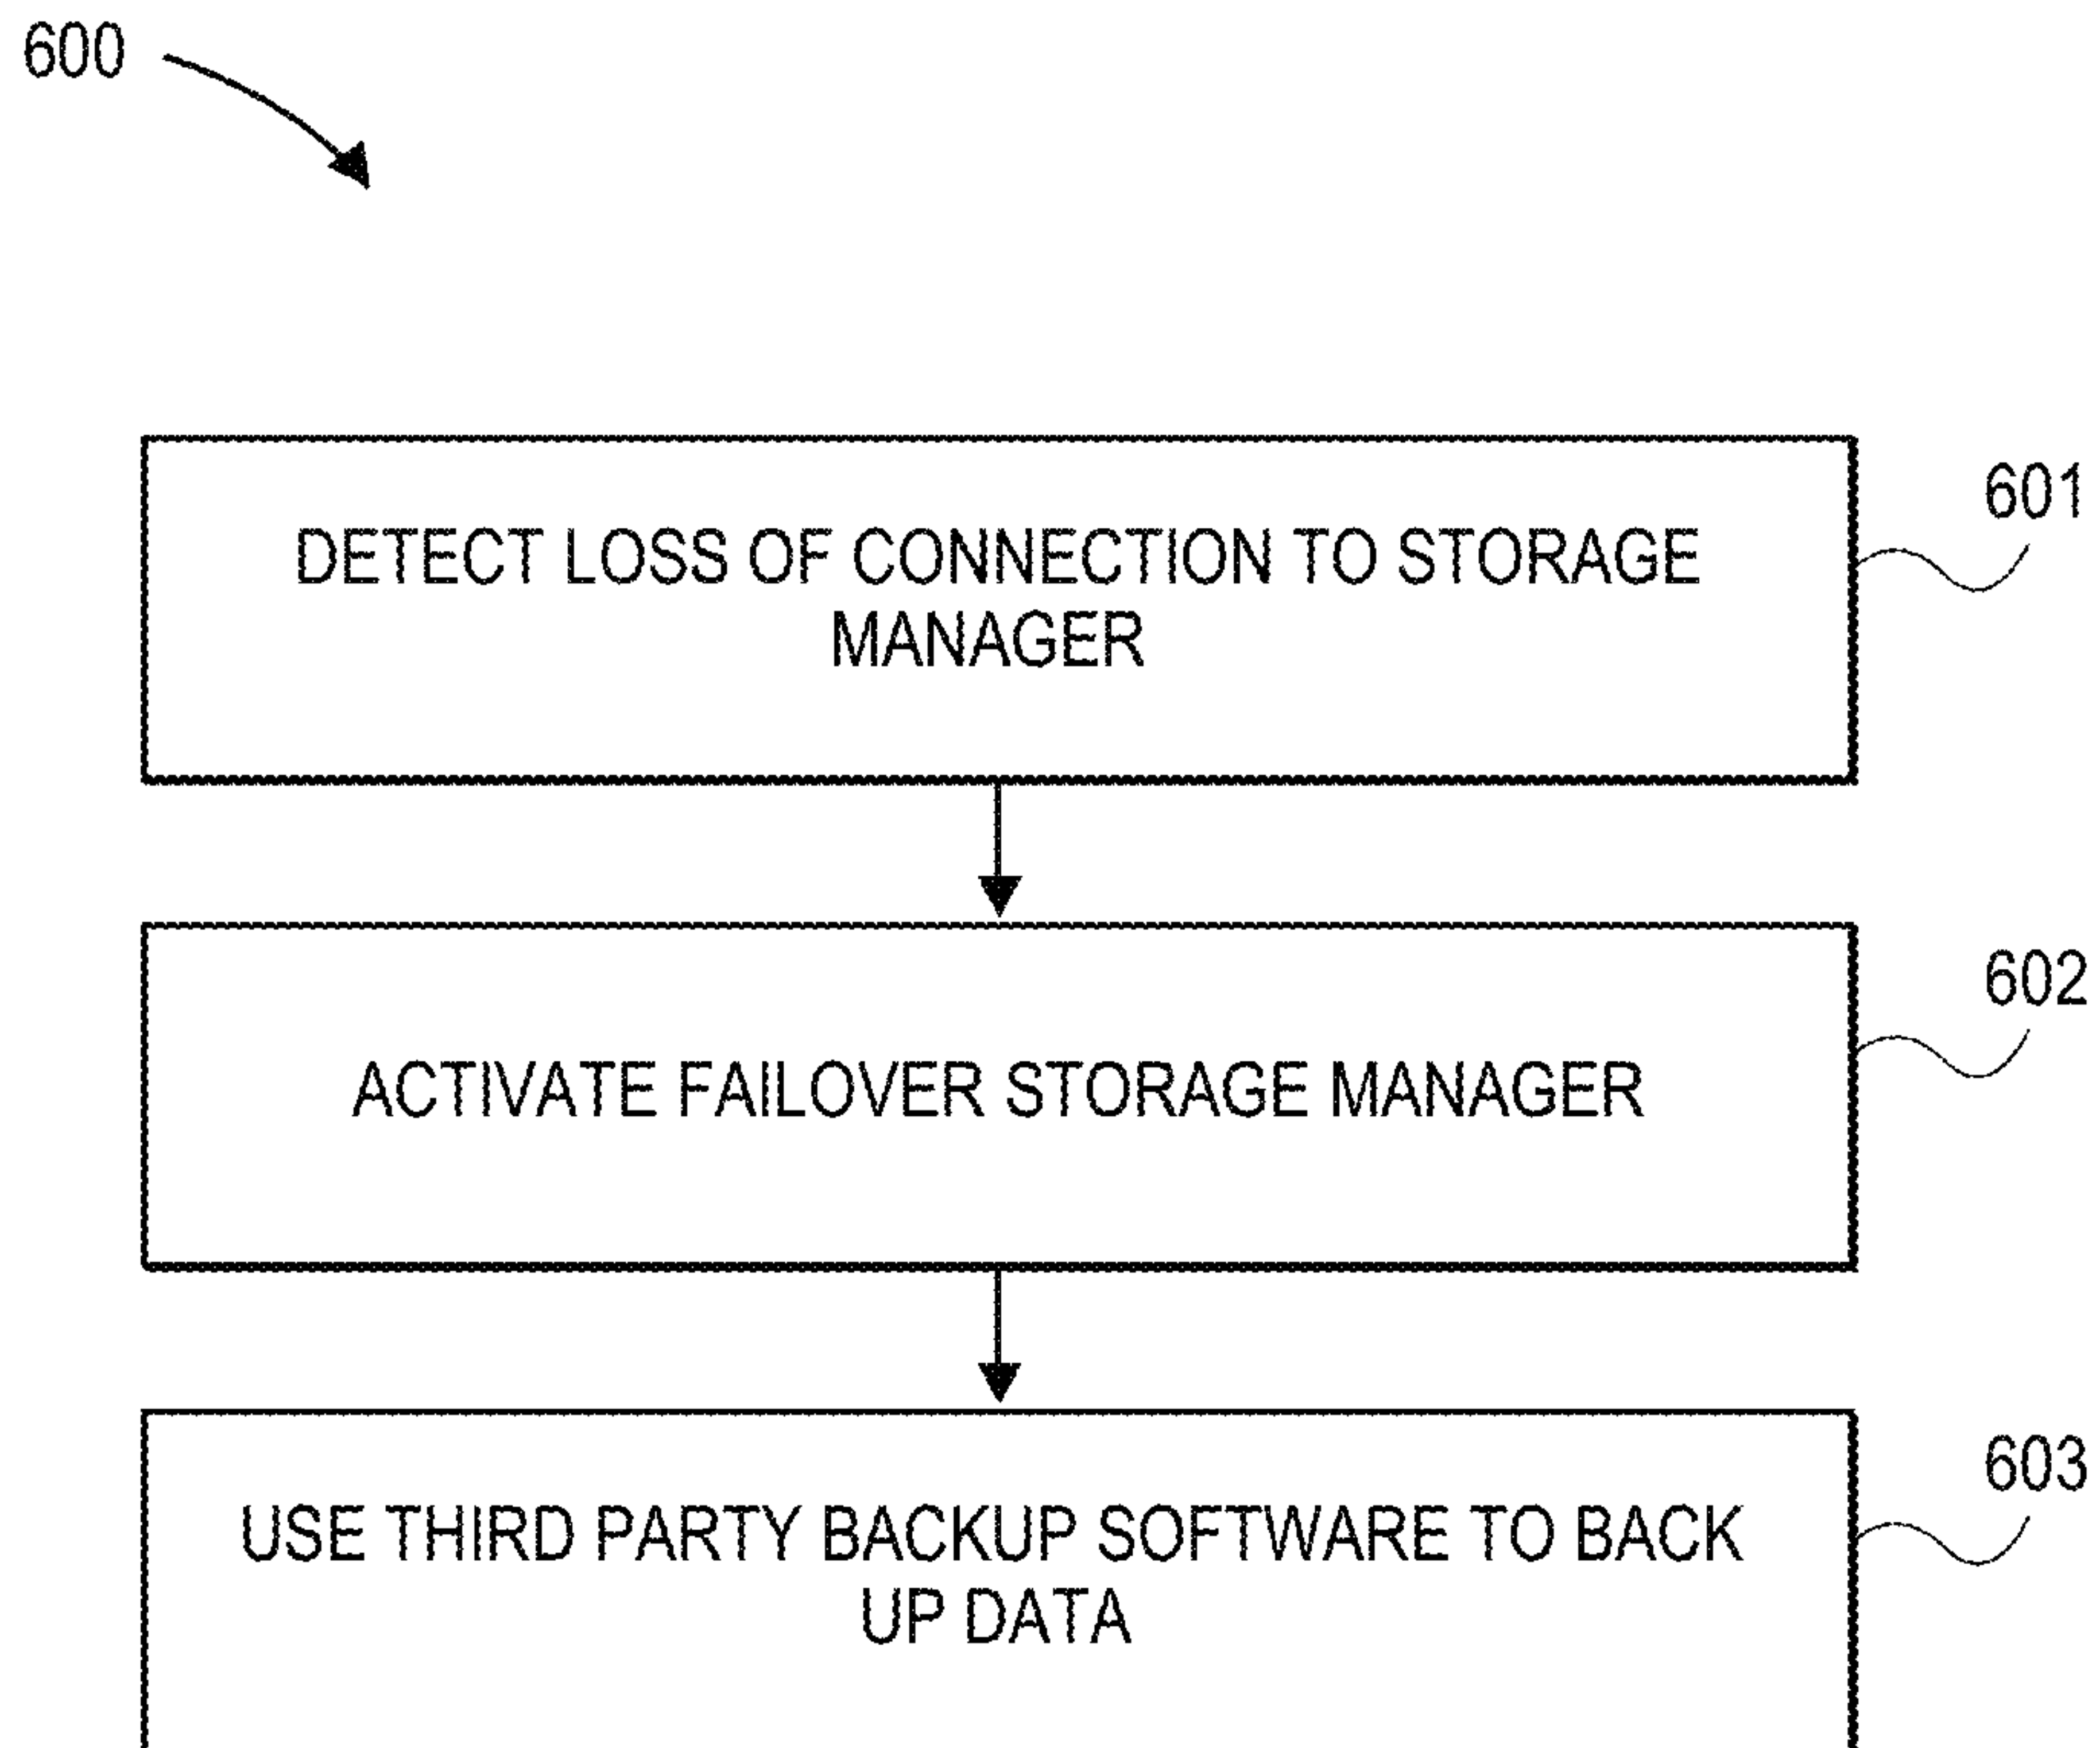 600
DETECT LOSS OF CONNECTION TO STORAGE
MANAGER
601
ACTIVATE FAILOVER STORAGE MANAGER
602
USE THIRD PARTY BACKUP SOFTWARE TO BACK
UP DATA
603